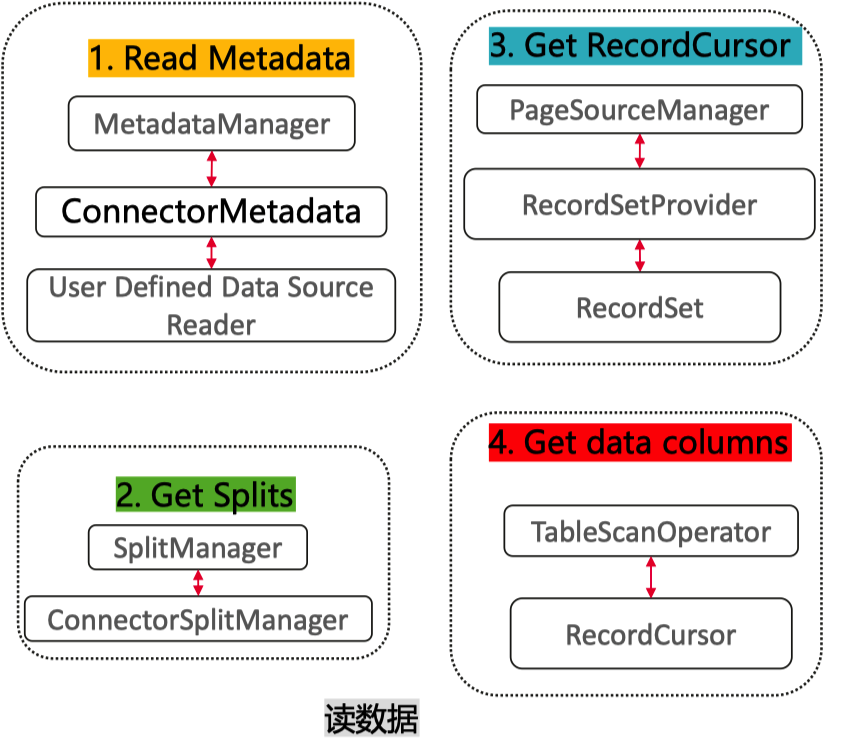 1. Read Metadata
MetadataManager
ConnectorMetadata
User Defined Data Source
Reader
2. Get Splits
SplitManager
ConnectorSplitManager
3. Get RecordCursor
PageSourceManager
RecordSetProvider
RecordSet
4. Get data columns
TableScanOperator
RecordCursor
读数据